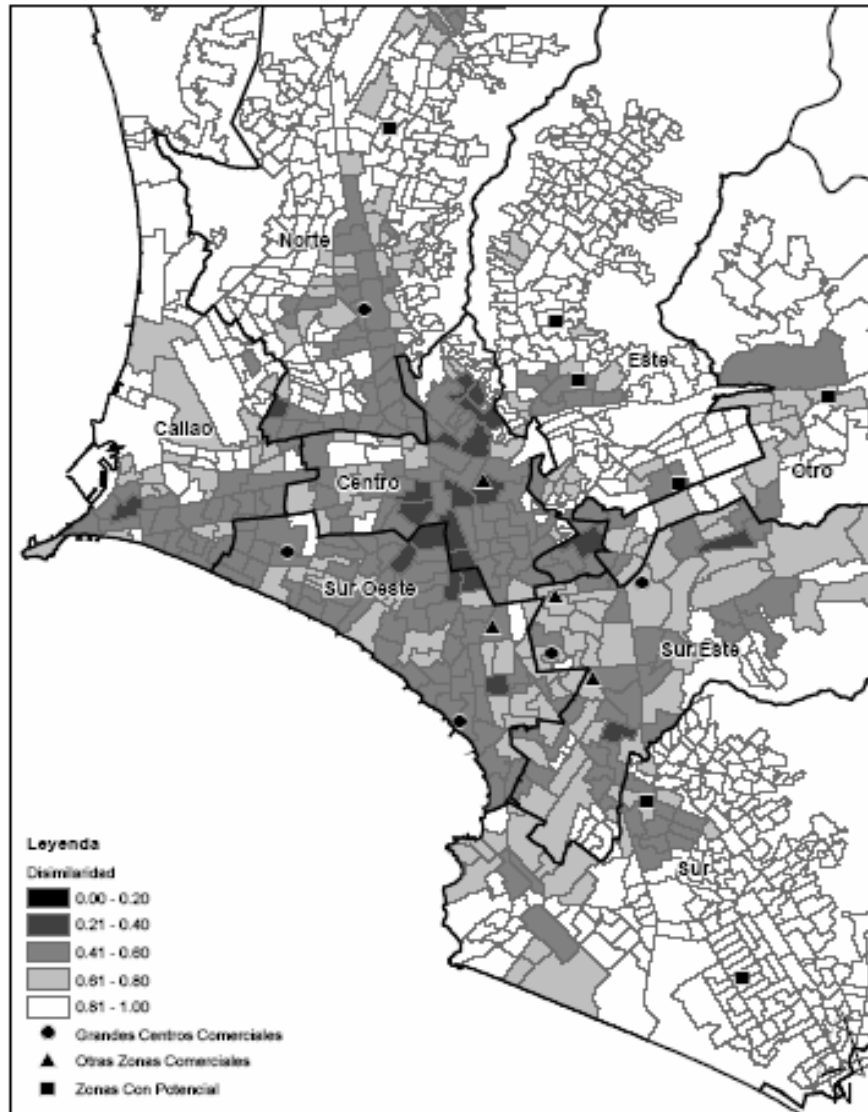 Norte
Este
Callao
Centro
Otro
Sur Oeste
Sur Este
Sur
Leyenda
Disimilaridad
0.00 - 0.20
0.21 - 0.40
0.41 - 0.60
0.61 - 0.80
0.81 - 1.00
Grandes Centros Comerciales
Otras Zonas Comerciales
Zonas Con Potencial
N